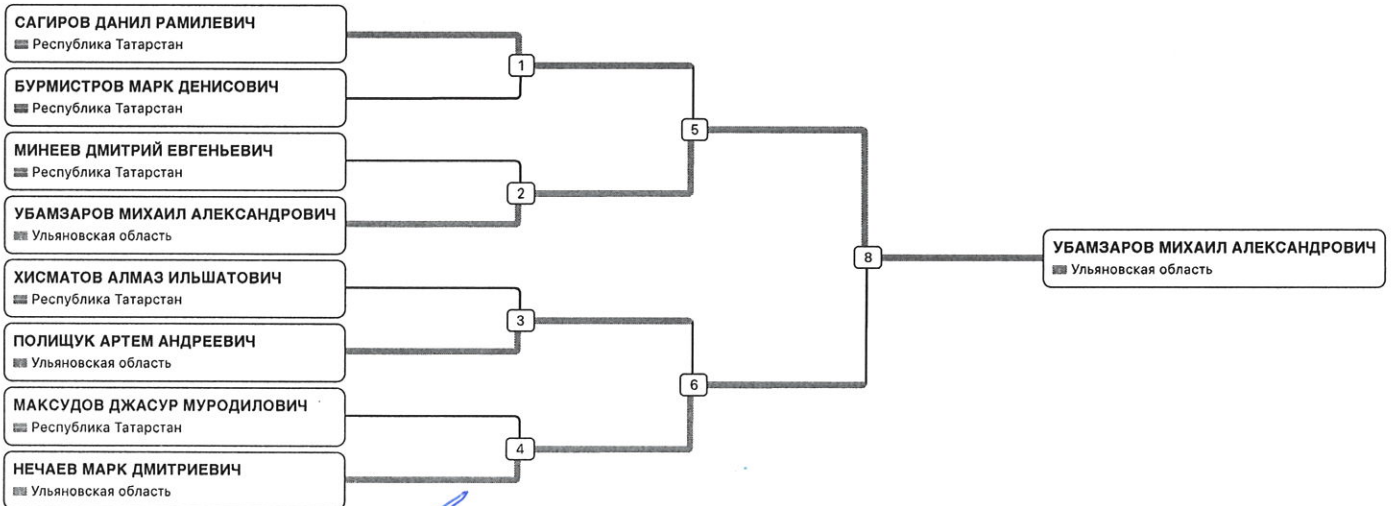 САГИРОВ ДАНИЛ РАМИЛЕВИЧ
Республика Татарстан
1
БУРМИСТРОВ МАРК ДЕНИСОВИЧ
Республика Татарстан
5
МИНЕЕВ ДМИТРИЙ ЕВГЕНЬЕВИЧ
Республика Татарстан
2
УБАМЗАРОВ МИХАИЛ АЛЕКСАНДРОВИЧ
Ульяновская область
8
УБАМЗАРОВ МИХАИЛ АЛЕКСАНДРОВИЧ
Ульяновская область
ХИСМАТОВ АЛМАЗ ИЛЬШАТОВИЧ
Республика Татарстан
3
ПОЛИЩУК АРТЕМ АНДРЕЕВИЧ
Ульяновская область
6
МАКСУДОВ ДЖАСУР МУРОДИЛОВИЧ
Республика Татарстан
4
НЕЧАЕВ МАРК ДМИТРИЕВИЧ
Ульяновская область